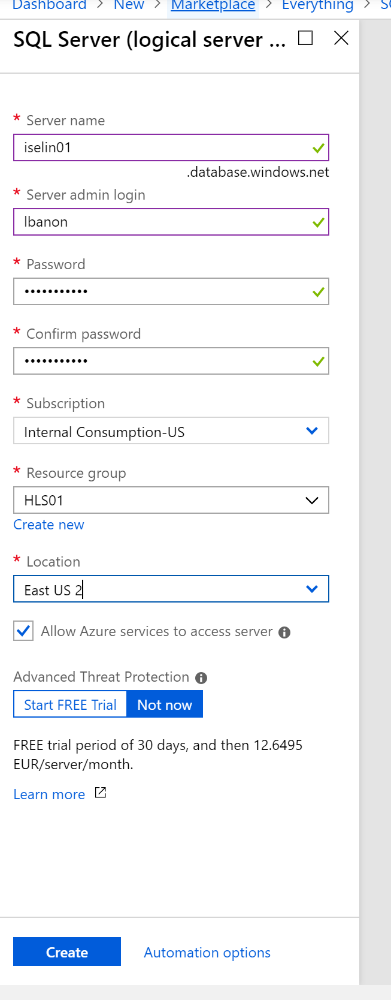 Dashboard > New > Marketplace > Everything >
SQL Server (logical server ...
* Server name
iselin01
.database.windows.net
* Server admin login
lbanon
* Password
•••••••••••
* Confirm password
•••••••••••
* Subscription
Internal Consumption-US
* Resource group
HLS01
Create new
* Location
East US 2
Allow Azure services to access server
Advanced Threat Protection
Start FREE Trial Not now
FREE trial period of 30 days, and then 12.6495
EUR/server/month.
Learn more
Create Automation options